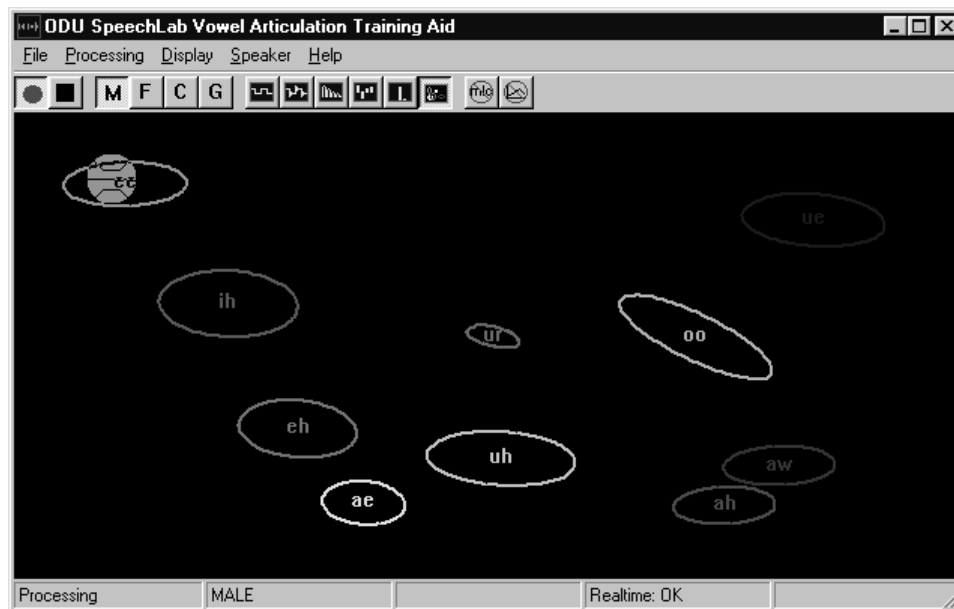 ODU SpeechLab Vowel Articulation Training Aid
File Processing Display Speaker Help
M F C G
ue
ih
ur
oo
eh
uh
aw
ae
ah
Processing MALE Realtime: OK